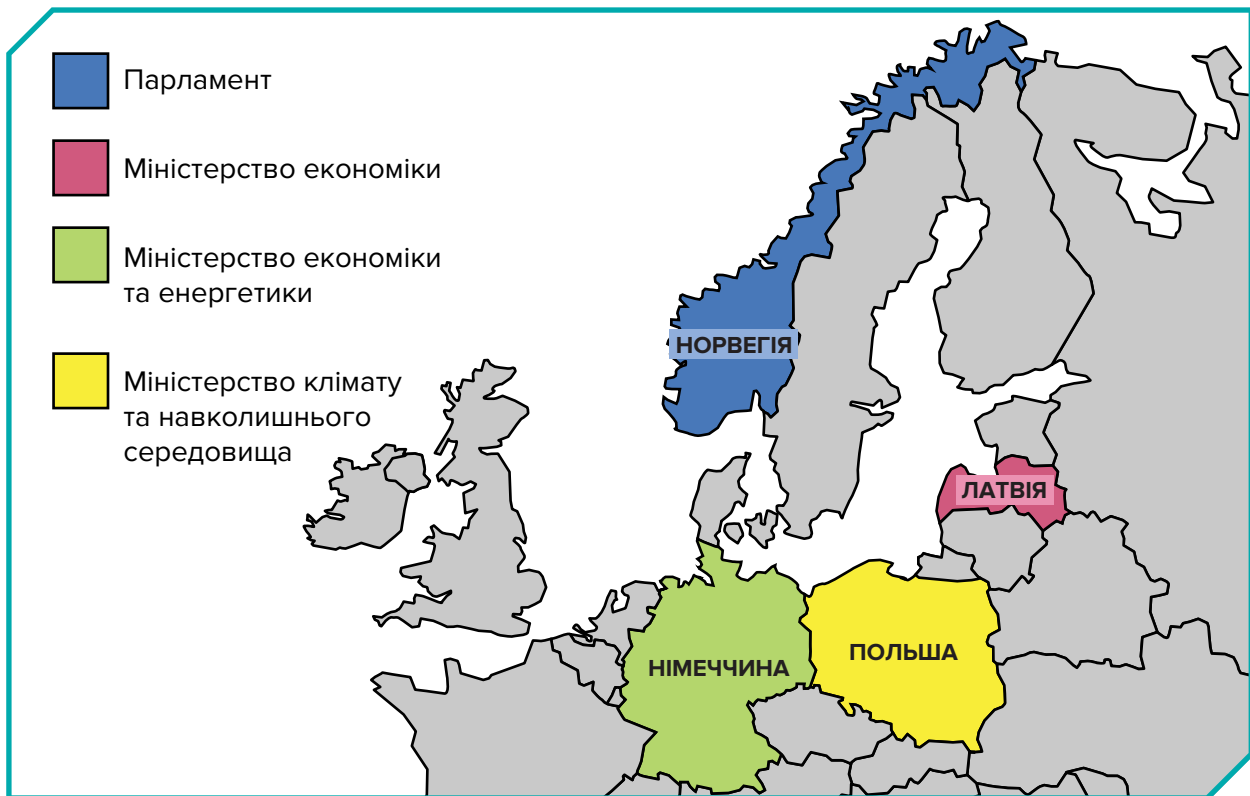 Парламент
Міністерство економіки
Міністерство економіки
та енергетики
Міністерство клімату
та навколишнього
середовища
НОРВЕГІЯ
ЛАТВІЯ
НІМЕЧЧИНА
ПОЛЬША